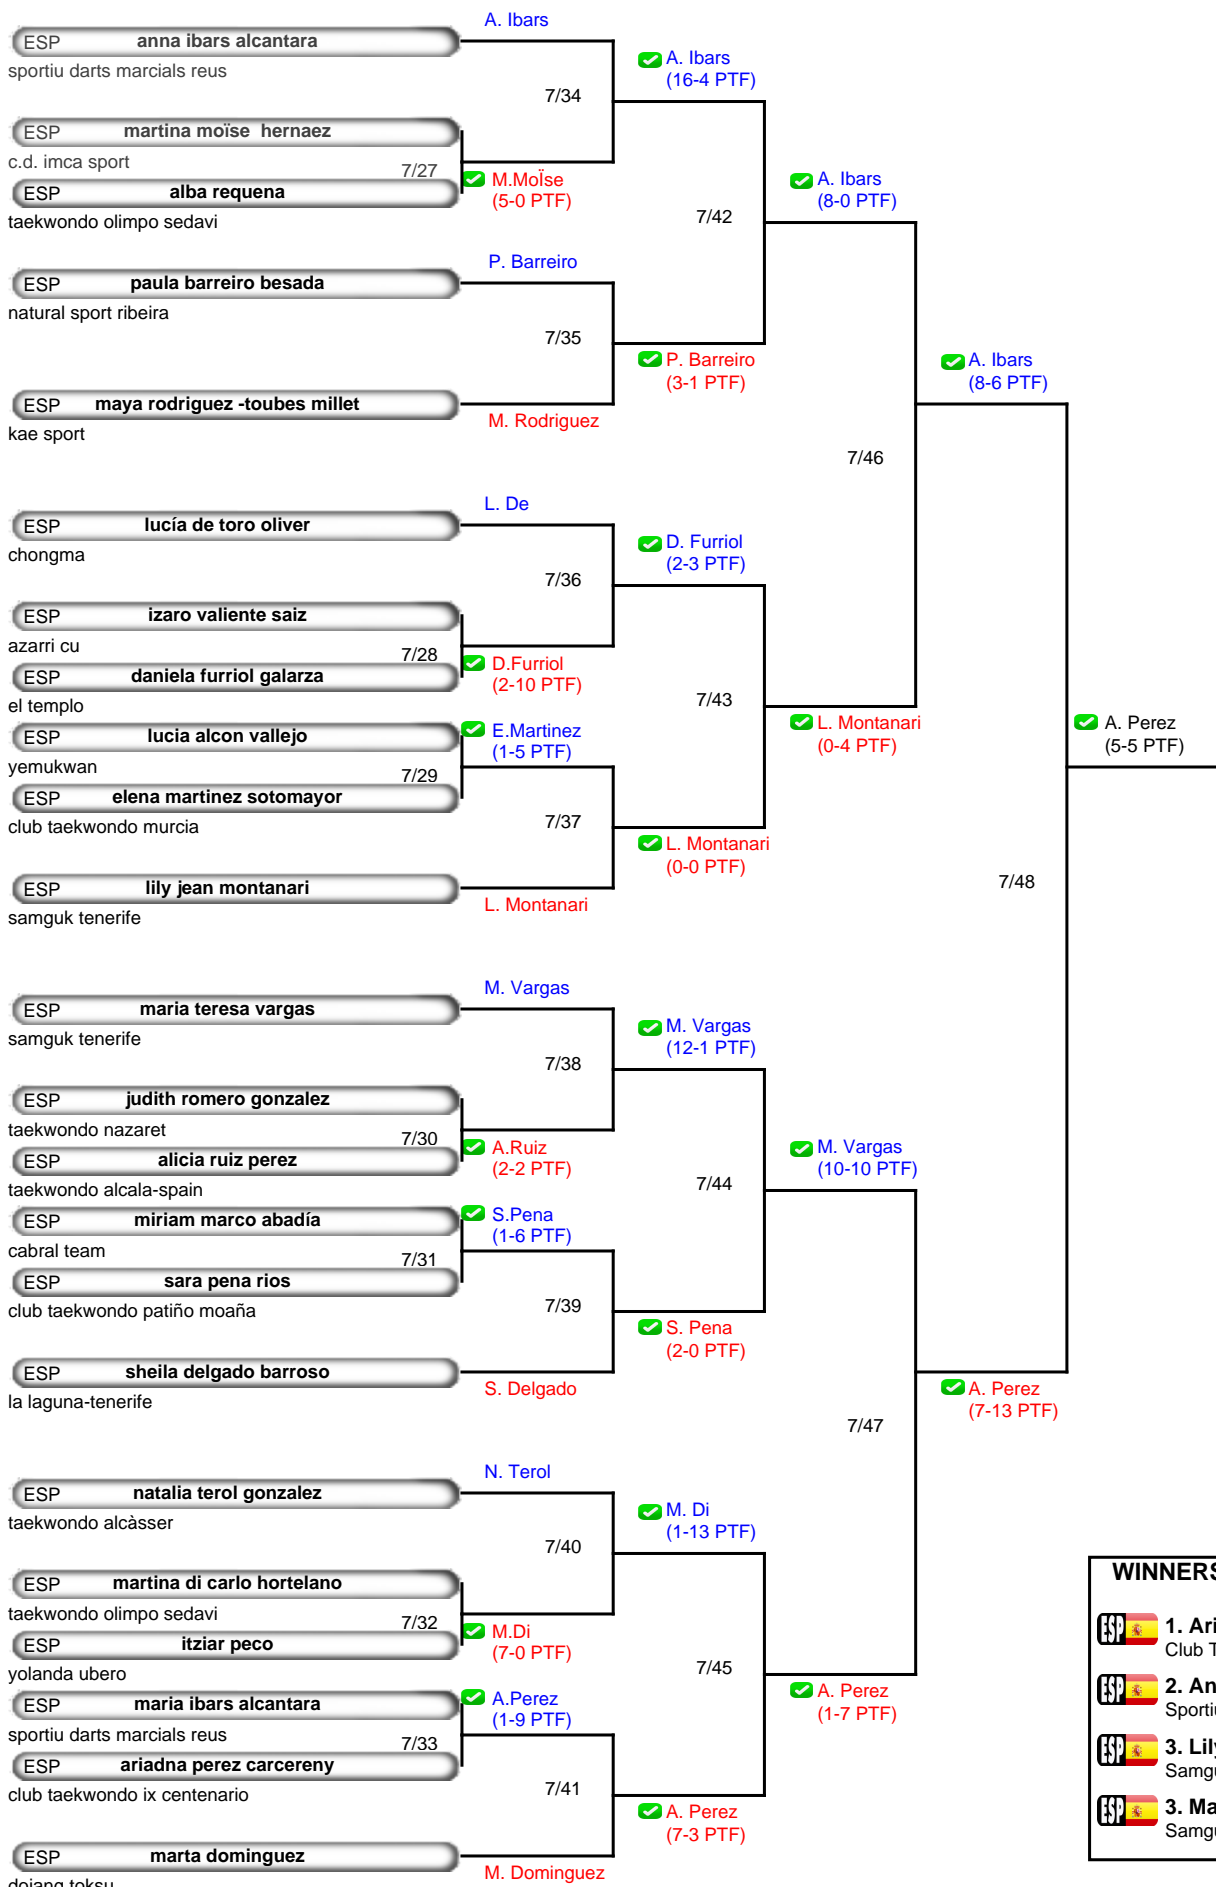 A. Ibars
ESP anna ibars alcantara
sportiu darts marcials reus
A. Ibars
(16-4 PTF)
7/34
ESP martina moïse hernaez
c.d. imca sport
7/27
M.MoÏse
(5-0 PTF)
ESP alba requena
taekwondo olimpo sedavi
A. Ibars
(8-0 PTF)
7/42
P. Barreiro
ESP paula barreiro besada
natural sport ribeira
7/35
P. Barreiro
(3-1 PTF)
A. Ibars
(8-6 PTF)
ESP maya rodriguez -toubes millet
kae sport
M. Rodriguez
7/46
L. De
ESP lucía de toro oliver
chongma
D. Furriol
(2-3 PTF)
7/36
ESP izaro valiente saiz
azarri cu
7/28
D.Furriol
(2-10 PTF)
ESP daniela furriol galarza
el templo
7/43
L. Montanari
(0-4 PTF)
A. Perez
(5-5 PTF)
E.Martinez
(1-5 PTF)
ESP lucia alcon vallejo
yemukwan
7/29
ESP elena martinez sotomayor
club taekwondo murcia
7/37
L. Montanari
(0-0 PTF)
7/48
ESP lily jean montanari
samguk tenerife
L. Montanari
M. Vargas
ESP maria teresa vargas
samguk tenerife
M. Vargas
(12-1 PTF)
7/38
ESP judith romero gonzalez
taekwondo nazaret
7/30
A.Ruiz
(2-2 PTF)
ESP alicia ruiz perez
taekwondo alcala-spain
M. Vargas
(10-10 PTF)
7/44
S.Pena
(1-6 PTF)
ESP miriam marco abadía
cabral team
7/31
ESP sara pena rios
club taekwondo patiño moaña
7/39
S. Pena
(2-0 PTF)
ESP sheila delgado barroso
la laguna-tenerife
S. Delgado
A. Perez
(7-13 PTF)
7/47
N. Terol
ESP natalia terol gonzalez
taekwondo alcàsser
M. Di
(1-13 PTF)
7/40
ESP martina di carlo hortelano
taekwondo olimpo sedavi
7/32
M.Di
(7-0 PTF)
ESP itziar peco
yolanda ubero
7/45
A. Perez
(1-7 PTF)
A.Perez
(1-9 PTF)
ESP maria ibars alcantara
sportiu darts marcials reus
7/33
ESP ariadna perez carcereny
club taekwondo ix centenario
7/41
A. Perez
(7-3 PTF)
ESP marta dominguez
dojang toksu
M. Dominguez
WINNERS
ESP 1. Ari
Club T
ESP 2. An
Sportiu
ESP 3. Lily
Samgu
ESP 3. Ma
Samgu